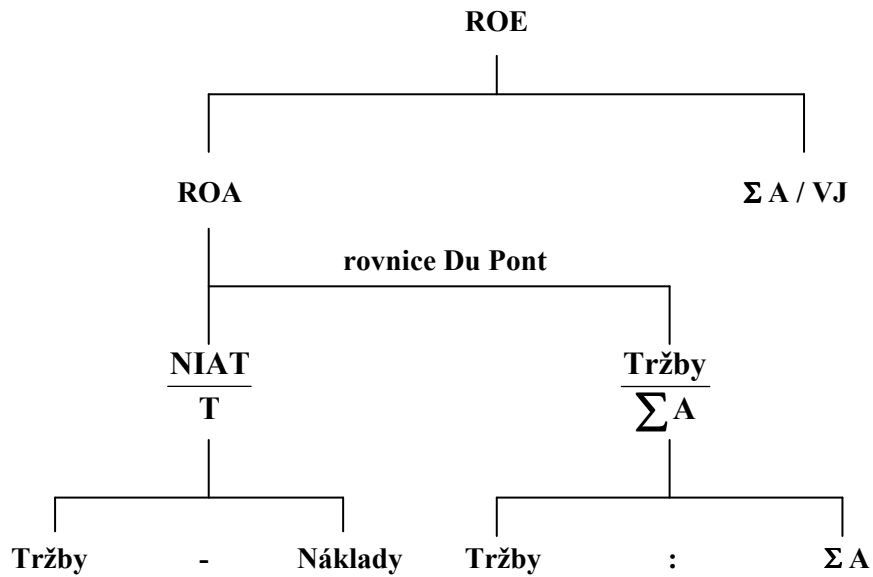 ROE
ROA Σ A / VJ
rovnice Du Pont
NIAT Tržby
T ∑ A
Tržby - Náklady Tržby : Σ A